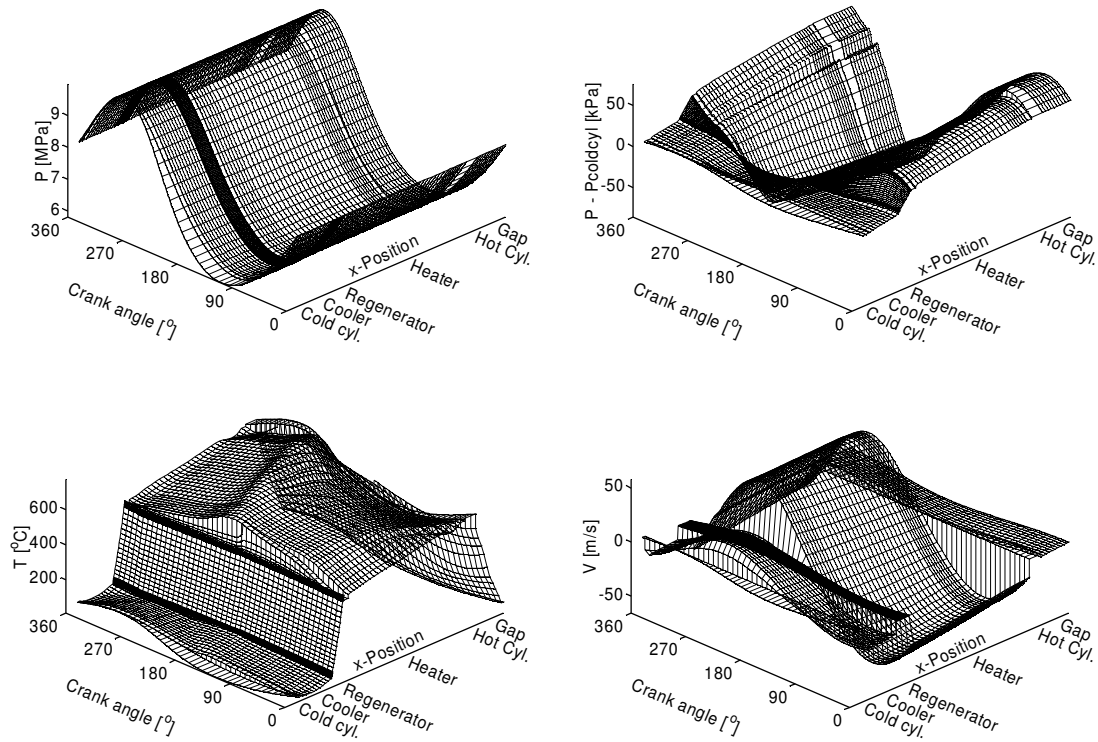 P [MPa]
9
8
7
6
360
270
180
90
0
Crank angle [°]
x-Position
Gap
Hot Cyl.
Heater
Regenerator
Cooler
Cold cyl.
P - Pcoldcyl [kPa]
50
0
-50
360
270
180
90
0
Crank angle [°]
x-Position
Gap
Hot Cyl.
Heater
Regenerator
Cooler
Cold cyl.
T [°C]
600
400
200
360
270
180
90
0
Crank angle [°]
x-Position
Gap
Hot Cyl.
Heater
Regenerator
Cooler
Cold cyl.
V [m/s]
50
0
-50
360
270
180
90
0
Crank angle [°]
x-Position
Gap
Hot Cyl.
Heater
Regenerator
Cooler
Cold cyl.